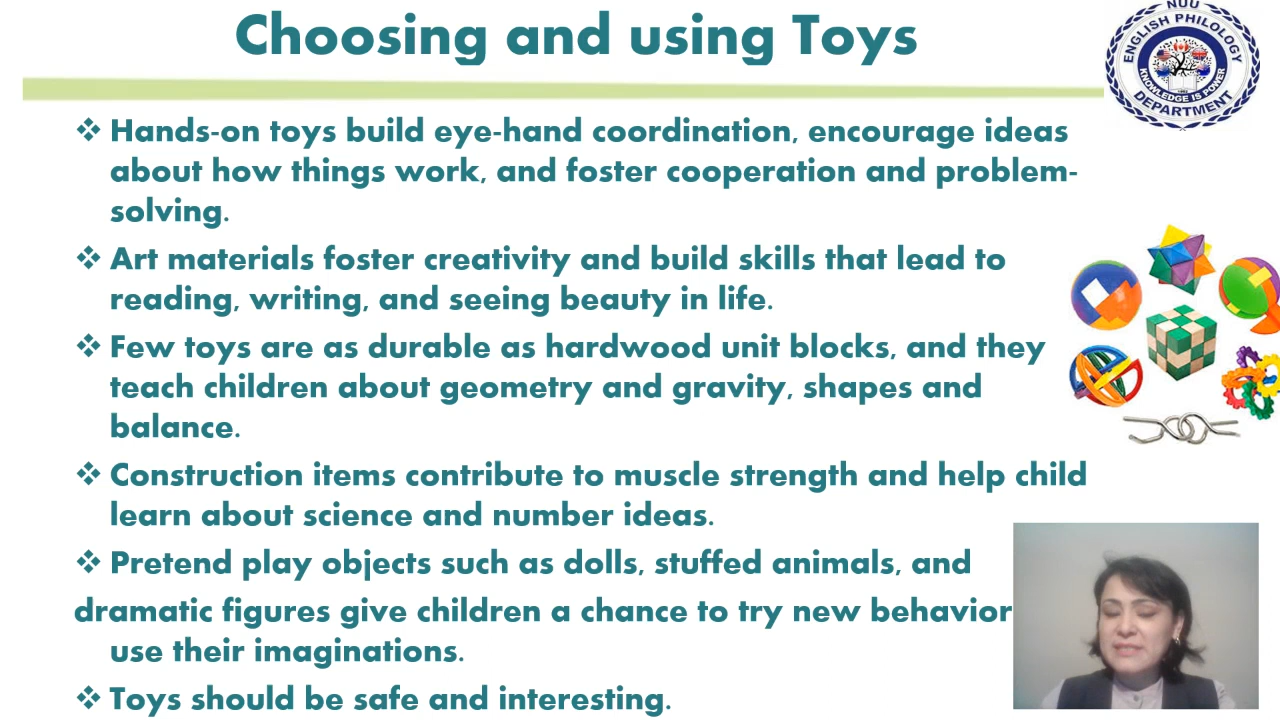 Choosing and using Toys
NUU
ENGLISH PHILOLOGY
KNOWLEDGE IS POWER
DEPARTMENT
❖ Hands-on toys build eye-hand coordination, encourage ideas
about how things work, and foster cooperation and problem-
solving.
❖ Art materials foster creativity and build skills that lead to
reading, writing, and seeing beauty in life.
❖ Few toys are as durable as hardwood unit blocks, and they
teach children about geometry and gravity, shapes and
balance.
❖ Construction items contribute to muscle strength and help child
learn about science and number ideas.
❖ Pretend play objects such as dolls, stuffed animals, and
dramatic figures give children a chance to try new behavior
use their imaginations.
❖ Toys should be safe and interesting.